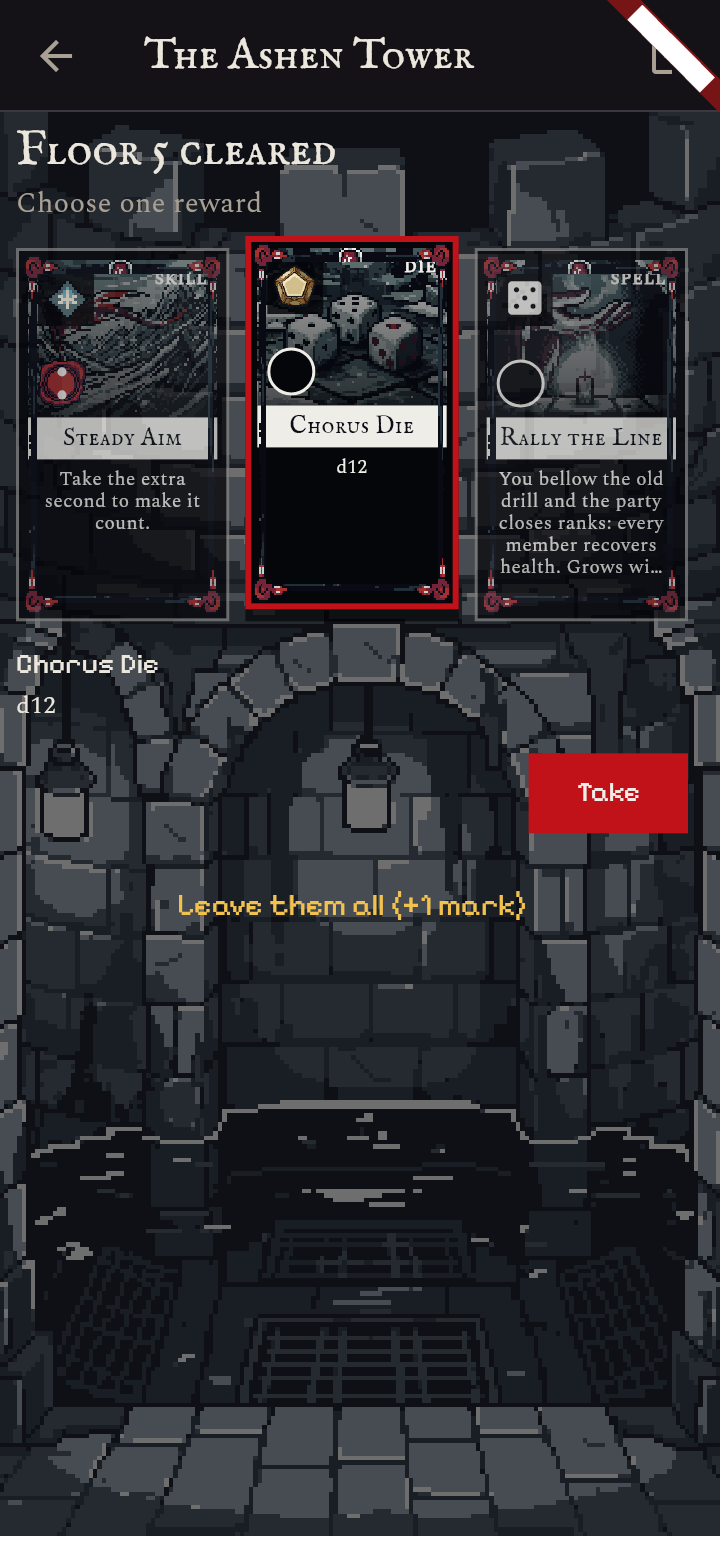 The Ashen Tower
Floor 5 cleared
Choose one reward
SKILL
DIE
SPELL
Steady Aim
Chorus Die
Rally the Line
Take the extra
second to make it
count.
d12
You bellow the old
drill and the party
closes ranks: every
member recovers
health. Grows wi…
Chorus Die
d12
Take
Leave them all (+1 mark)